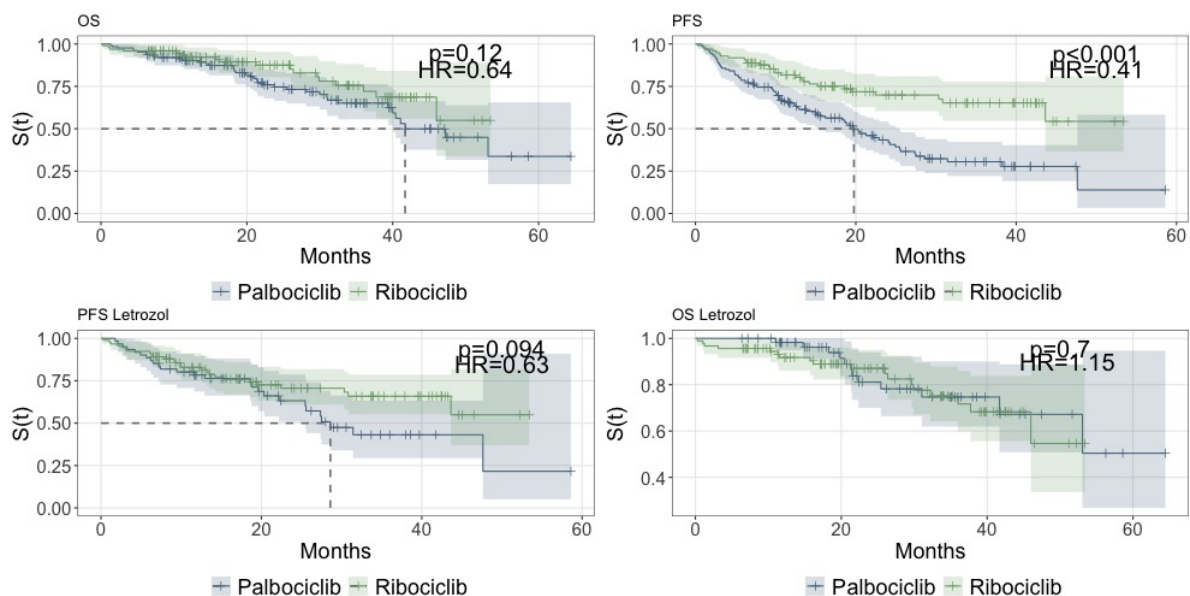 OS
p=0.12
HR=0.64
S(t)
1.00
0.75
0.50
0.25
0.00
0 20 40 60
Months
Palbociclib Ribociclib
PFS
p<0.001
HR=0.41
S(t)
1.00
0.75
0.50
0.25
0.00
0 20 40 60
Months
Palbociclib Ribociclib
PFS Letrozol
p=0.094
HR=0.63
S(t)
1.00
0.75
0.50
0.25
0.00
0 20 40 60
Months
Palbociclib Ribociclib
OS Letrozol
p=0.7
HR=1.15
S(t)
1.0
0.8
0.6
0.4
0 20 40 60
Months
Palbociclib Ribociclib